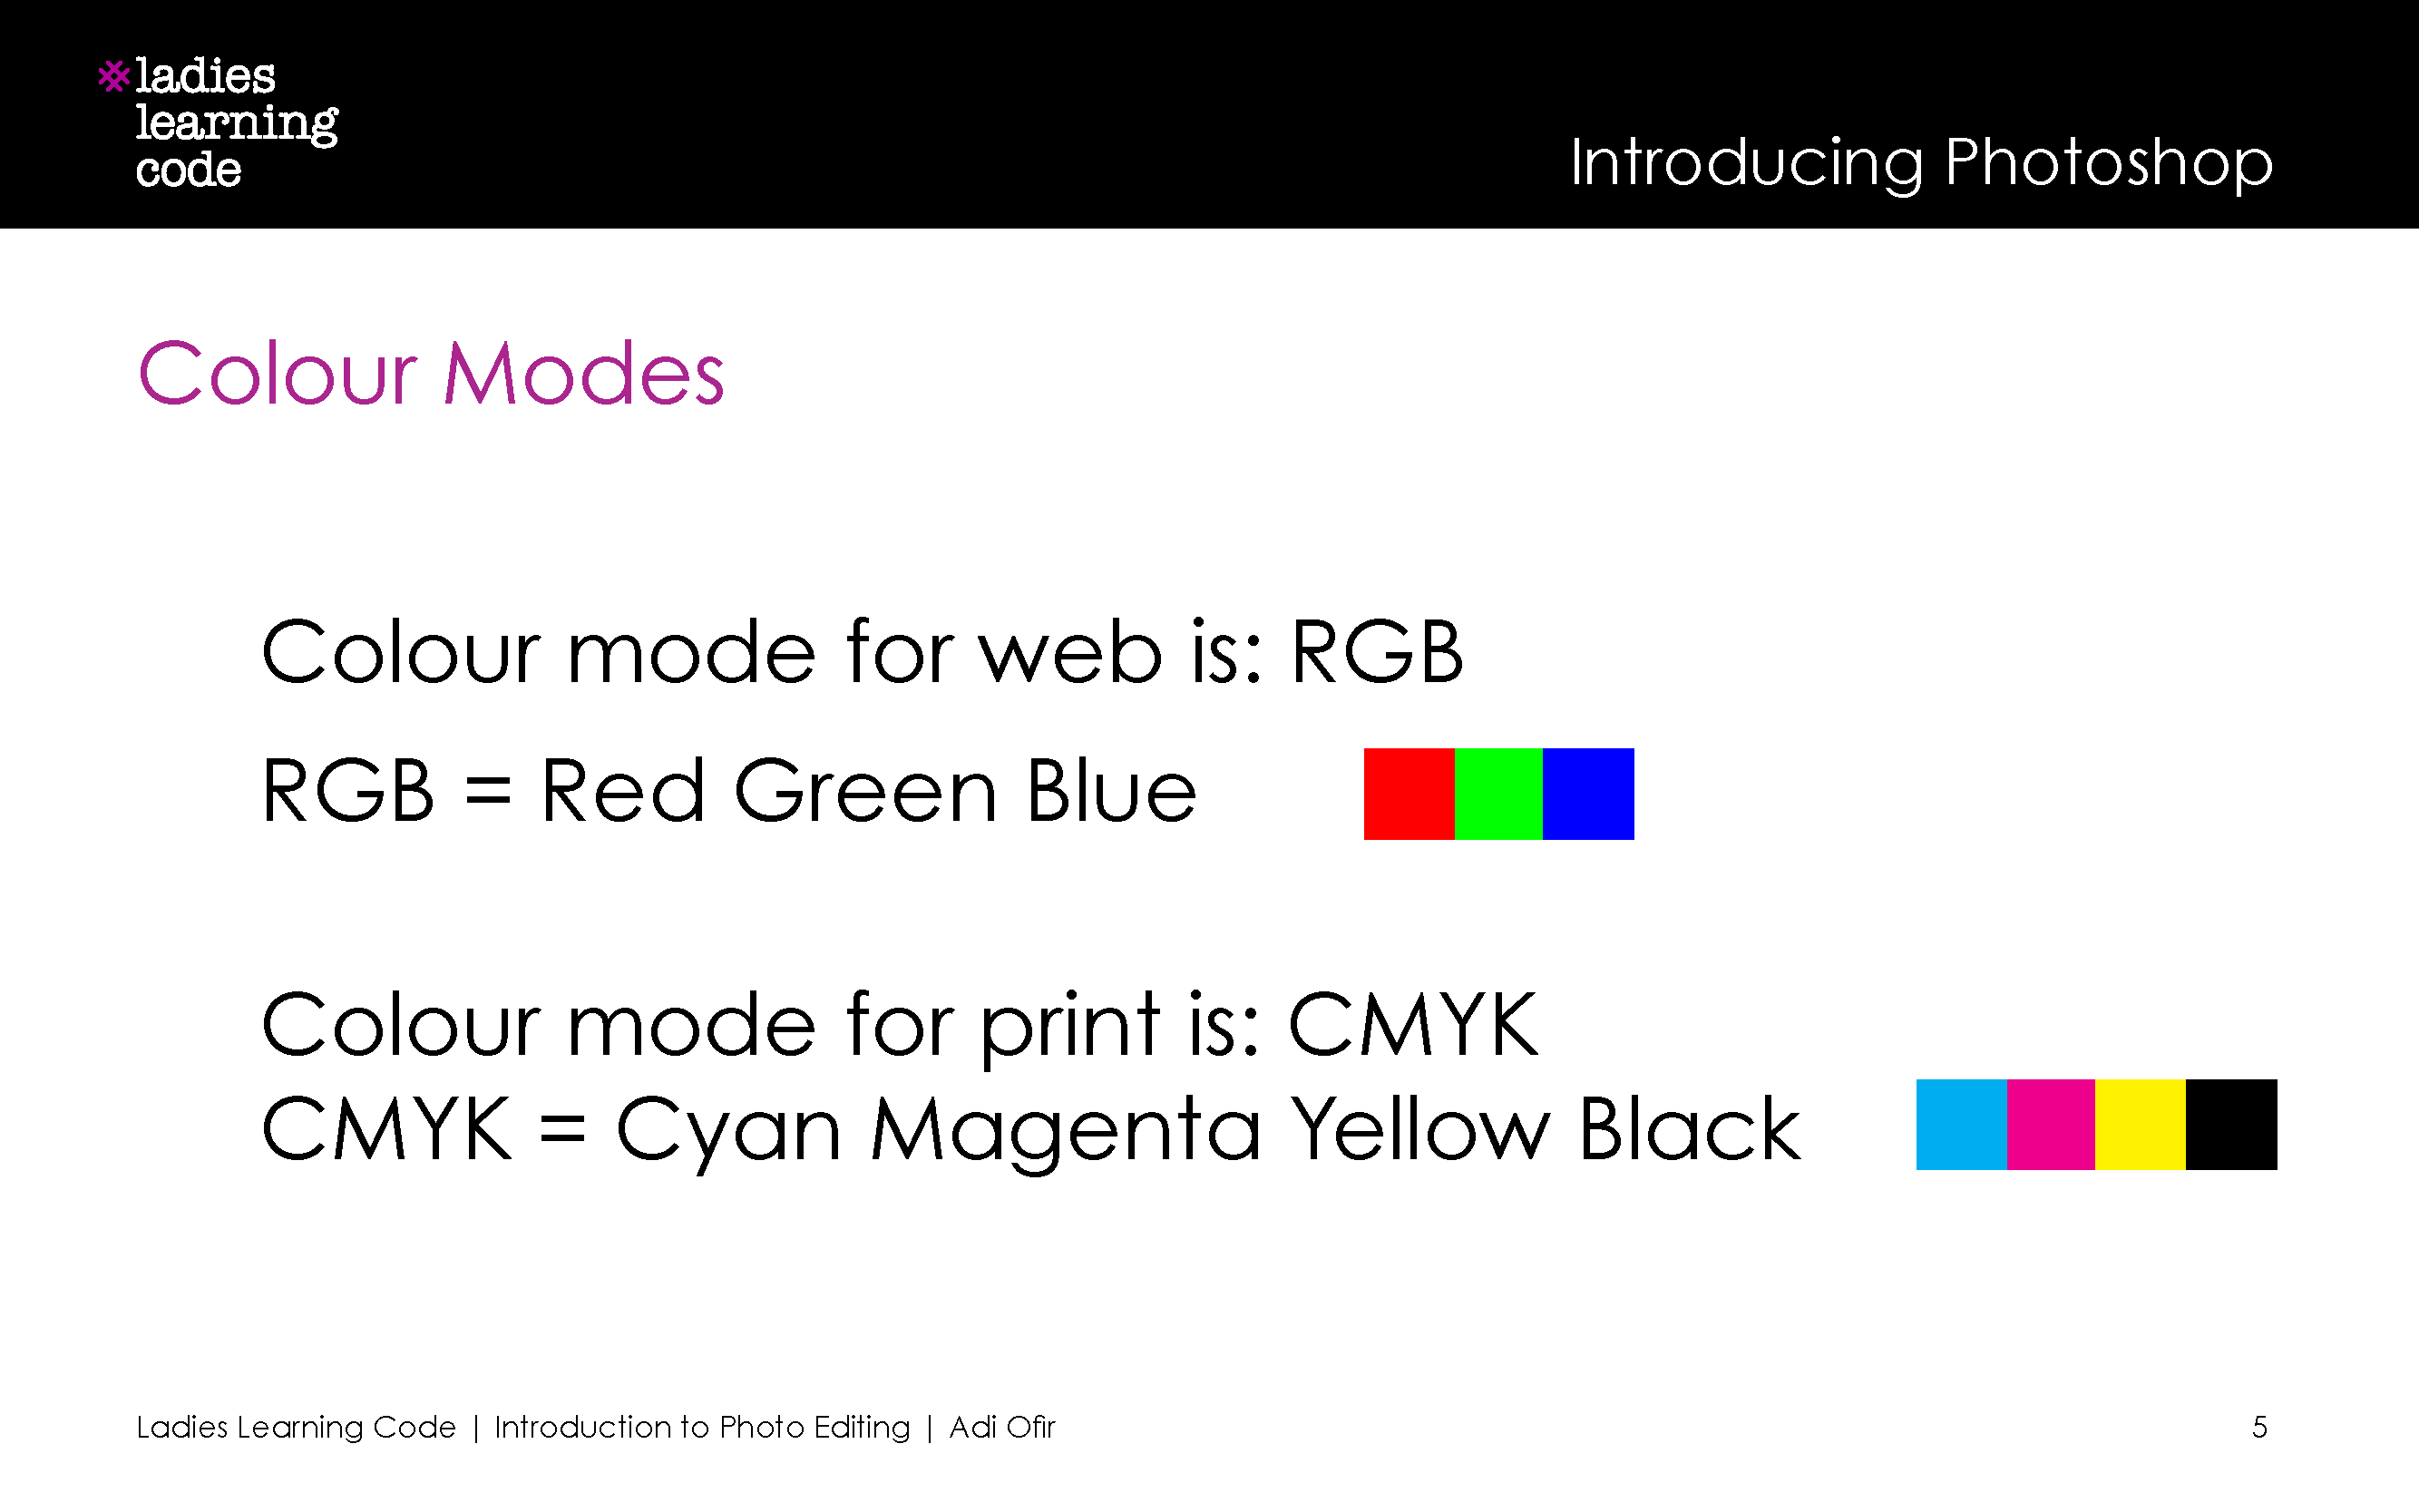 ladies
learning
code
Introducing Photoshop
Colour Modes
Colour mode for web is: RGB
RGB = Red Green Blue
Colour mode for print is: CMYK
CMYK = Cyan Magenta Yellow Black
Ladies Learning Code | Introduction to Photo Editing | Adi Ofir
5